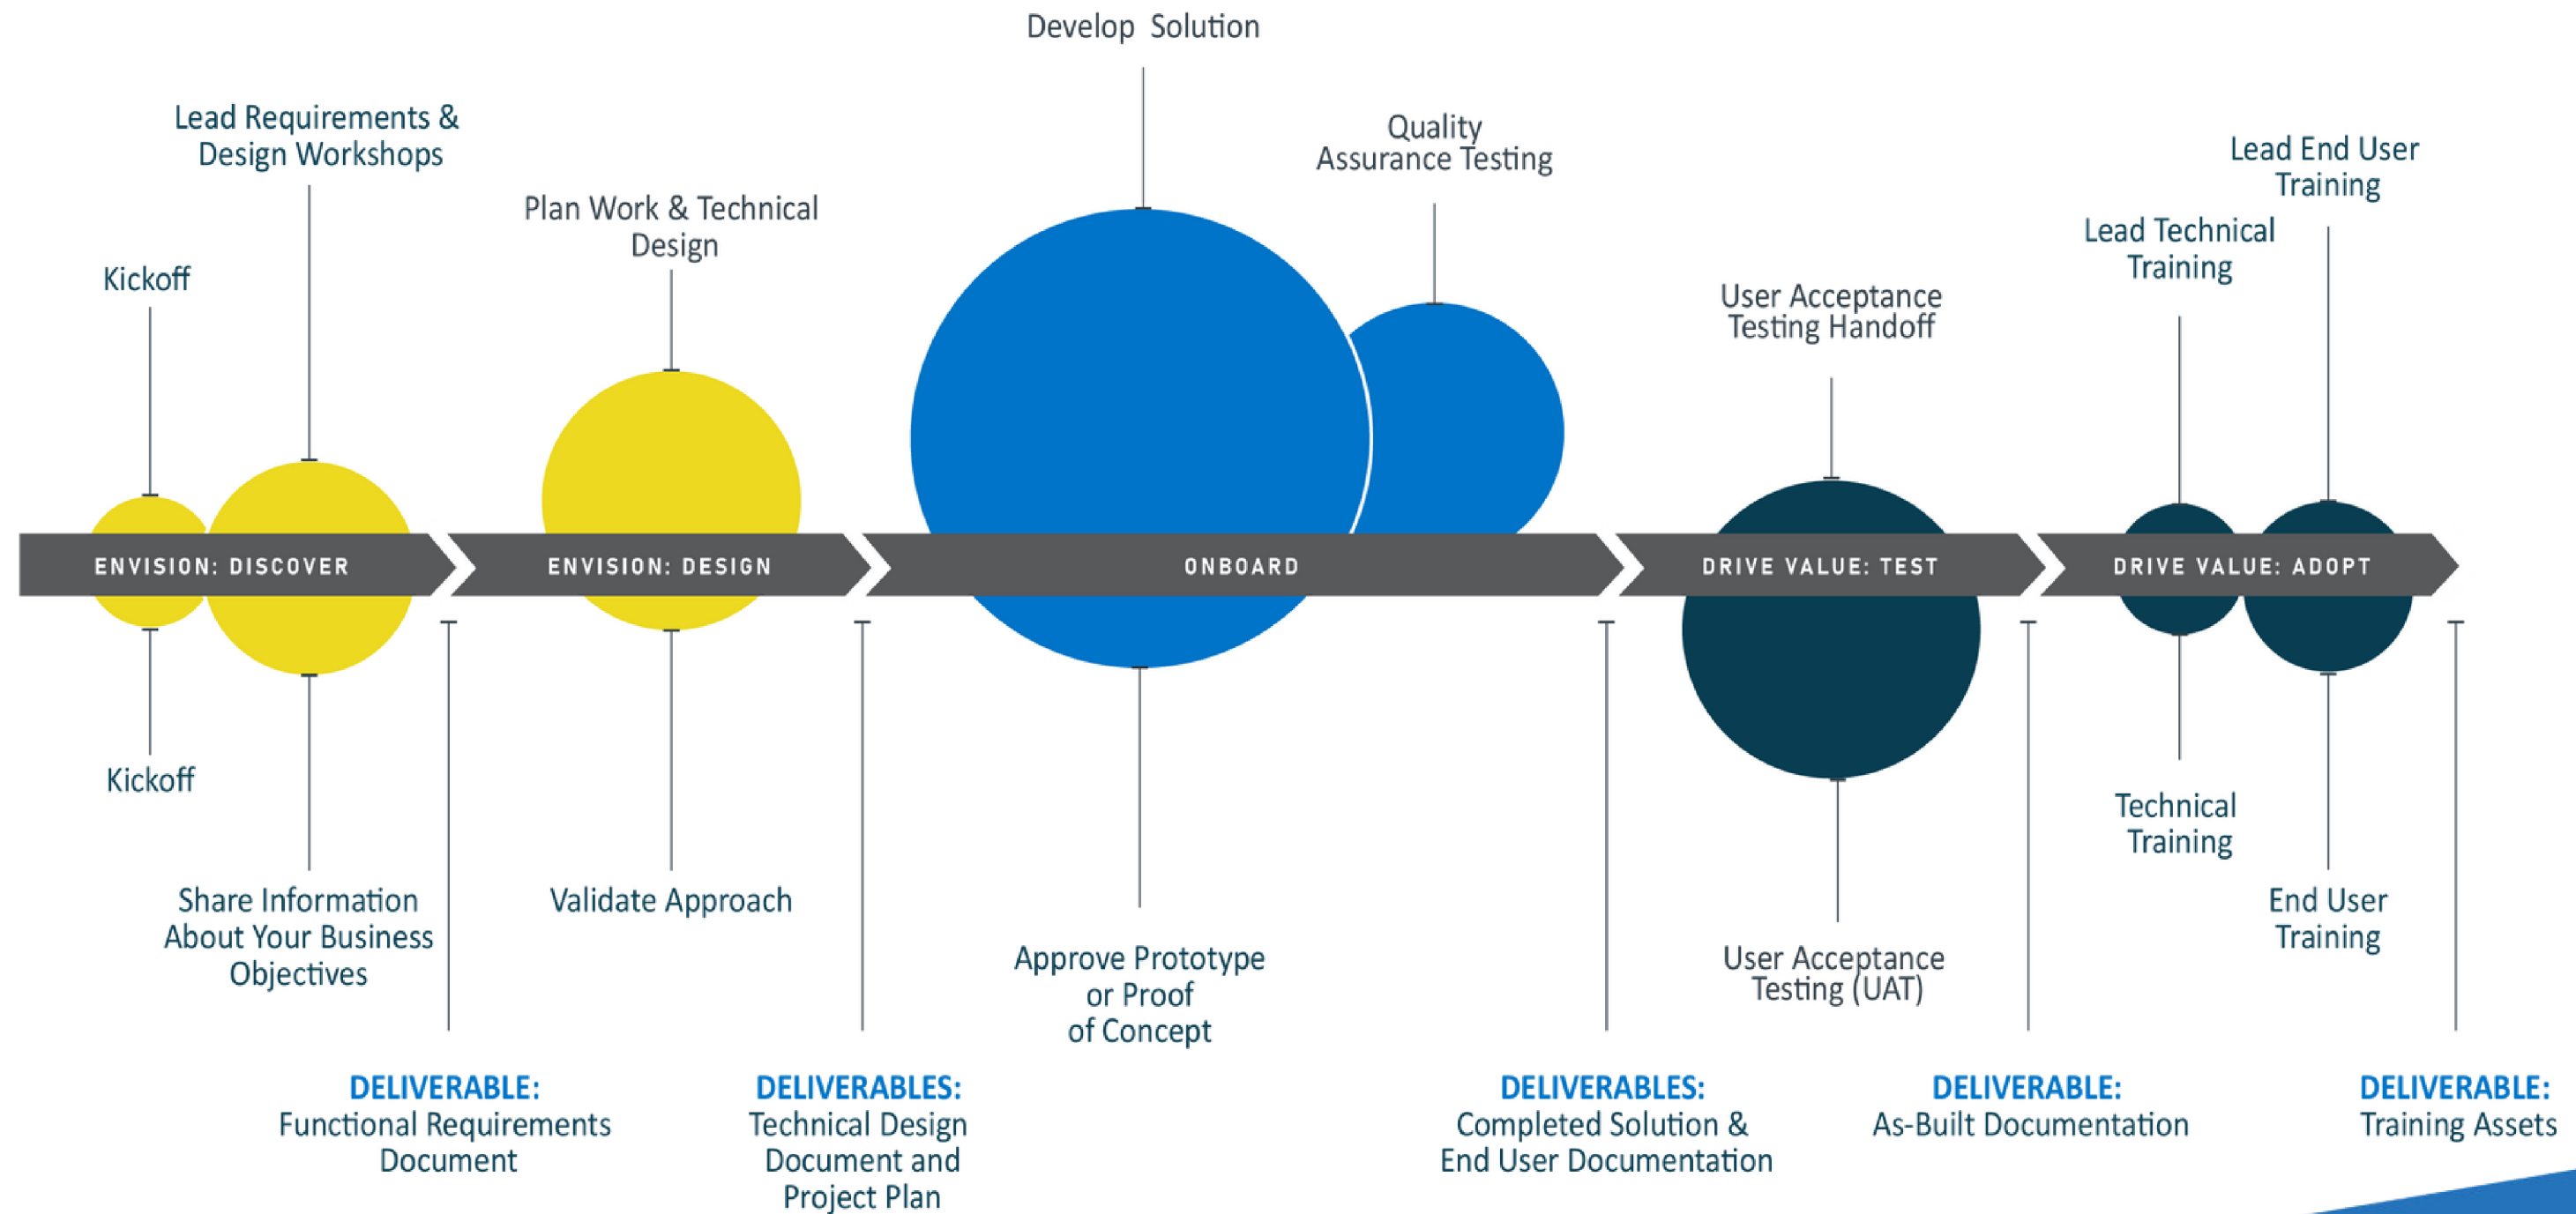 Develop Solution
Lead Requirements &
Design Workshops
Quality
Assurance Testing
Lead End User
Training
Plan Work & Technical
Design
Lead Technical
Training
Kickoff
User Acceptance
Testing Handoff
ENVISION: DISCOVER
ENVISION: DESIGN
ONBOARD
DRIVE VALUE: TEST
DRIVE VALUE: ADOPT
Kickoff
Technical
Training
Share Information
About Your Business
Objectives
Validate Approach
End User
Training
Approve Prototype
or Proof
of Concept
User Acceptance
Testing (UAT)
DELIVERABLE:
Functional Requirements
Document
DELIVERABLES:
Technical Design
Document and
Project Plan
DELIVERABLES:
Completed Solution &
End User Documentation
DELIVERABLE:
As-Built Documentation
DELIVERABLE:
Training Assets